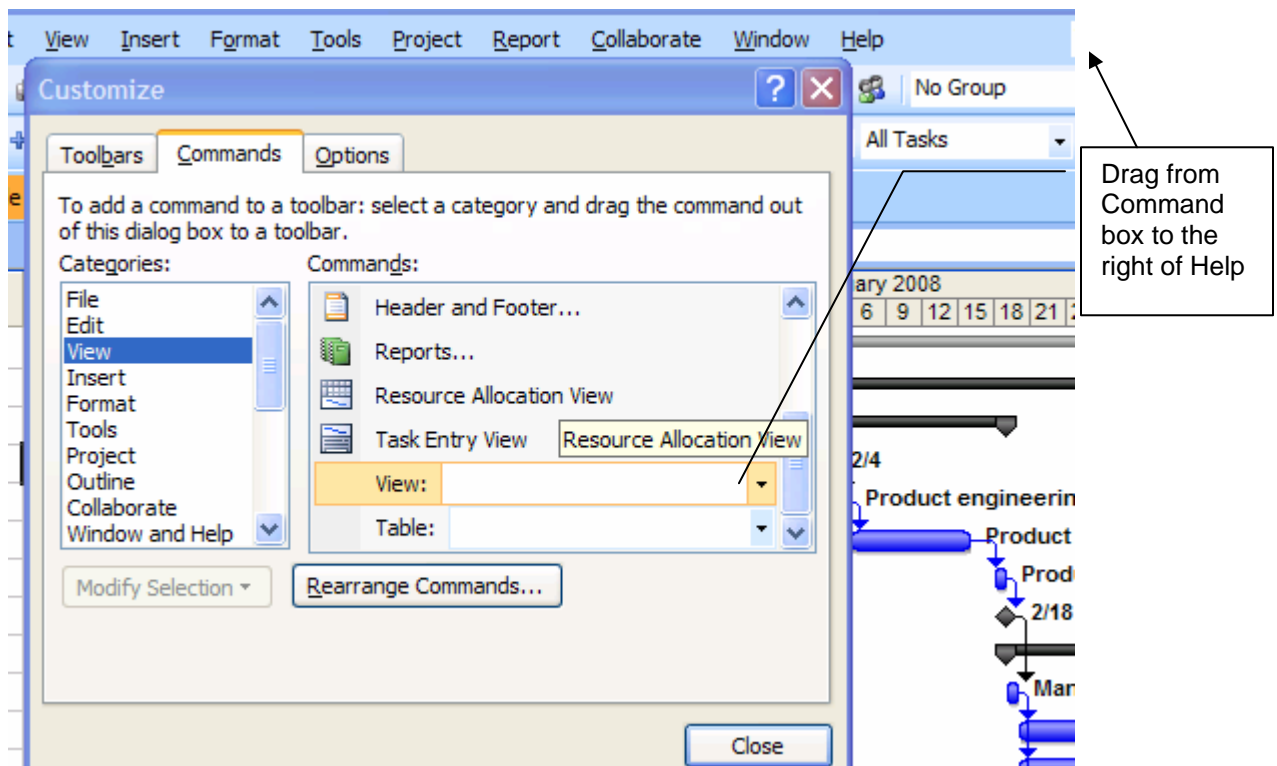 t View Insert Format Tools Project Report Collaborate Window Help
Customize
No Group
All Tasks
Toolbars Commands Options
e
To add a command to a toolbar: select a category and drag the command out
of this dialog box to a toolbar.
Categories:
Commands:
File
Edit
View
Insert
Format
Tools
Project
Outline
Collaborate
Window and Help
Header and Footer...
Reports...
Resource Allocation View
Task Entry View
Resource Allocation View
View:
Table:
Modify Selection
Rearrange Commands...
Close
Drag from
Command
box to the
right of Help
ary 2008
6 9 12 15 18 21
2/4
Product engineerin
Product
Prod
2/18
Man